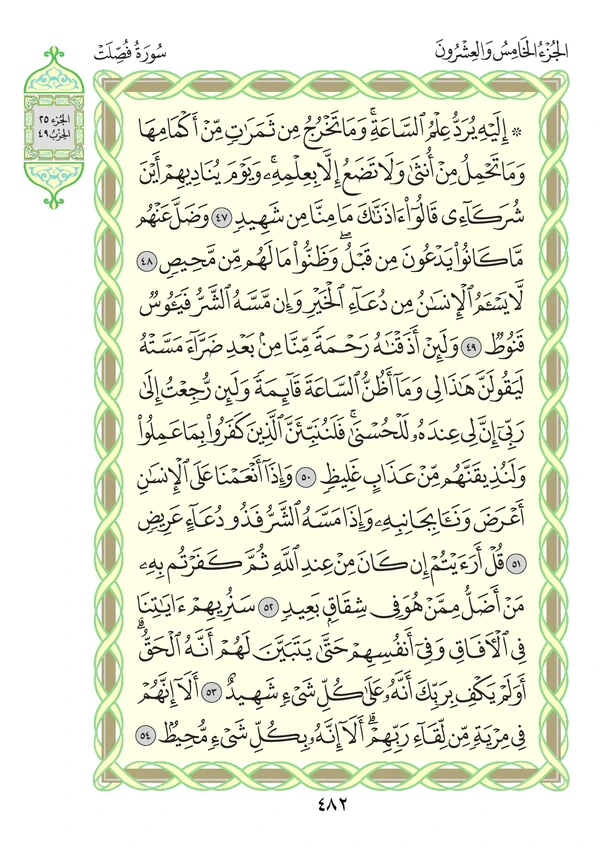 الجُزْءُ الخَامِسُ وَالعِشْرُونَ
سُورَةُ فُصِّلَتْ
الجزء ٢٥
الحزب ٤٩
۞ إِلَيْهِ يُرَدُّ عِلْمُ ٱلسَّاعَةِۚ وَمَا تَخْرُجُ مِن ثَمَرَٰتٖ مِّنْ أَكْمَامِهَا
وَمَا تَحْمِلُ مِنْ أُنثَىٰ وَلَا تَضَعُ إِلَّا بِعِلْمِهِۦۚ وَيَوْمَ يُنَادِيهِمْ أَيْنَ
شُرَكَآءِي قَالُوٓاْ ءَاذَنَّٰكَ مَا مِنَّا مِن شَهِيدٖ ٤٧ وَضَلَّ عَنْهُم
مَّا كَانُواْ يَدْعُونَ مِن قَبْلُۖ وَظَنُّواْ مَا لَهُم مِّن مَّحِيصٖ ٤٨
لَّا يَسْـَٔمُ ٱلْإِنسَٰنُ مِن دُعَآءِ ٱلْخَيْرِ وَإِن مَّسَّهُ ٱلشَّرُّ فَيَـُٔوسٞ
قَنُوطٞ ٤٩ وَلَئِنْ أَذَقْنَٰهُ رَحْمَةٗ مِّنَّا مِنۢ بَعْدِ ضَرَّآءَ مَسَّتْهُ
لَيَقُولَنَّ هَٰذَا لِي وَمَآ أَظُنُّ ٱلسَّاعَةَ قَآئِمَةٗ وَلَئِن رُّجِعْتُ إِلَىٰ
رَبِّيٓ إِنَّ لِي عِندَهُۥ لَلْحُسْنَىٰۚ فَلَنُنَبِّئَنَّ ٱلَّذِينَ كَفَرُواْ بِمَا عَمِلُواْ
وَلَنُذِيقَنَّهُم مِّنْ عَذَابٍ غَلِيظٖ ٥٠ وَإِذَآ أَنْعَمْنَا عَلَى ٱلْإِنسَٰنِ
أَعْرَضَ وَنَـَٔا بِجَانِبِهِۦ وَإِذَا مَسَّهُ ٱلشَّرُّ فَذُو دُعَآءٍ عَرِيضٖ
٥١ قُلْ أَرَءَيْتُمْ إِن كَانَ مِنْ عِندِ ٱللَّهِ ثُمَّ كَفَرْتُم بِهِۦ
مَنْ أَضَلُّ مِمَّنْ هُوَ فِي شِقَاقٍۭ بَعِيدٖ ٥٢ سَنُرِيهِمْ ءَايَٰتِنَا
فِي ٱلْأٓفَاقِ وَفِيٓ أَنفُسِهِمْ حَتَّىٰ يَتَبَيَّنَ لَهُمْ أَنَّهُ ٱلْحَقُّۗ
أَوَلَمْ يَكْفِ بِرَبِّكَ أَنَّهُۥ عَلَىٰ كُلِّ شَيْءٖ شَهِيدٌ ٥٣ أَلَآ إِنَّهُمْ
فِي مِرْيَةٖ مِّن لِّقَآءِ رَبِّهِمْۗ أَلَآ إِنَّهُۥ بِكُلِّ شَيْءٖ مُّحِيطُۢ ٥٤
٤٨٢